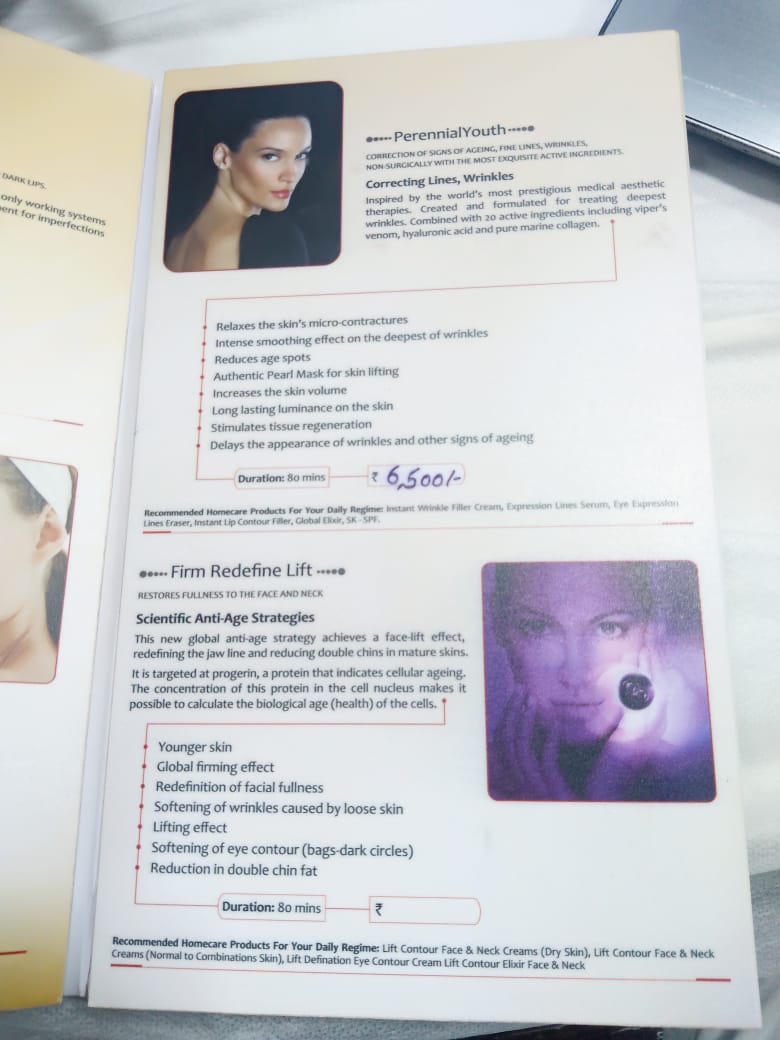 DARK LIPS.
only working systems
ent for imperfections
PerennialYouth
CORRECTION OF SIGNS OF AGEING, FINE LINES, WRINKLES,
NON-SURGICALLY WITH THE MOST EXQUISITE ACTIVE INGREDIENTS.
Correcting Lines, Wrinkles
Inspired by the world's most prestigious medical aesthetic
therapies. Created and formulated for treating deepest
wrinkles. Combined with 20 active ingredients including viper's
venom, hyaluronic acid and pure marine collagen.
Relaxes the skin's micro-contractures
Intense smoothing effect on the deepest of wrinkles
Reduces age spots
Authentic Pearl Mask for skin lifting
Increases the skin volume
Long lasting luminance on the skin
Stimulates tissue regeneration
Delays the appearance of wrinkles and other signs of ageing
Duration: 80 mins ₹ 6,500/-
Recommended Homecare Products For Your Daily Regime: Instant Wrinkle Filler Cream, Expression Lines Serum, Eye Expression
Lines Eraser, Instant Lip Contour Filler, Global Elixir, SK - SPF.
Firm Redefine Lift
RESTORES FULLNESS TO THE FACE AND NECK
Scientific Anti-Age Strategies
This new global anti-age strategy achieves a face-lift effect,
redefining the jaw line and reducing double chins in mature skins.
It is targeted at progerin, a protein that indicates cellular ageing.
The concentration of this protein in the cell nucleus makes it
possible to calculate the biological age (health) of the cells.
Younger skin
Global firming effect
Redefinition of facial fullness
Softening of wrinkles caused by loose skin
Lifting effect
Softening of eye contour (bags-dark circles)
Reduction in double chin fat
Duration: 80 mins ₹
Recommended Homecare Products For Your Daily Regime: Lift Contour Face & Neck Creams (Dry Skin), Lift Contour Face & Neck
Creams (Normal to Combinations Skin), Lift Defination Eye Contour Cream Lift Contour Elixir Face & Neck